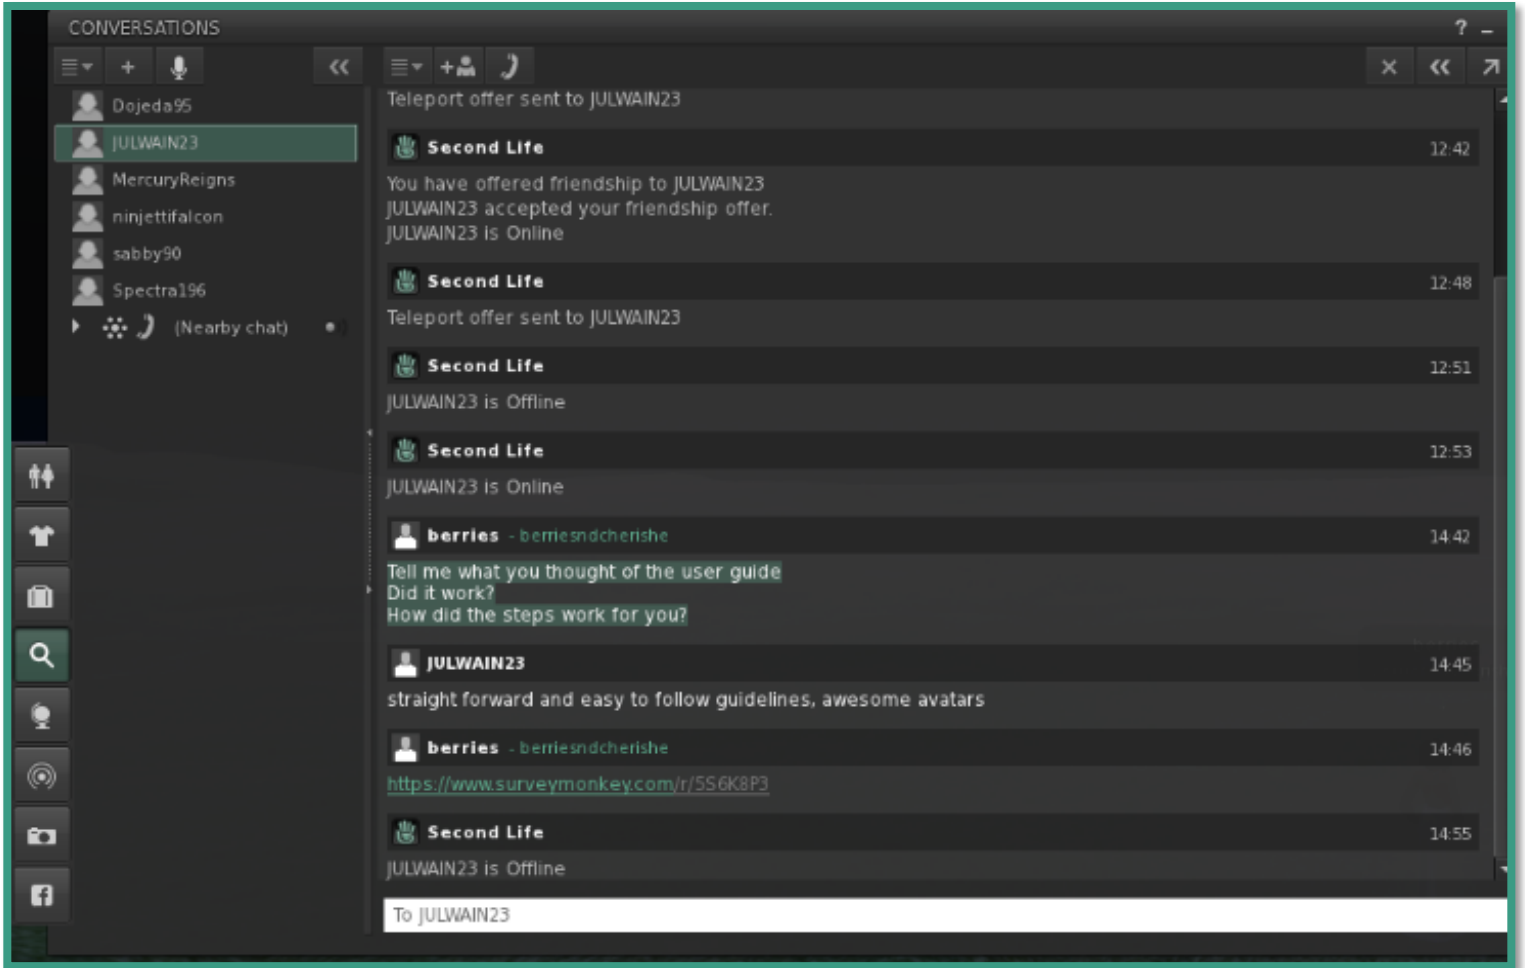 CONVERSATIONS
?
Dojeda95
JULWAIN23
MercuryReigns
ninjettifalcon
sabby90
Spectra196
(Nearby chat)
Teleport offer sent to JULWAIN23
Second Life 12:42
You have offered friendship to JULWAIN23
JULWAIN23 accepted your friendship offer.
JULWAIN23 is Online
Second Life 12:48
Teleport offer sent to JULWAIN23
Second Life 12:51
JULWAIN23 is Offline
Second Life 12:53
JULWAIN23 is Online
berries - berriesndcherishe 14:42
Tell me what you thought of the user guide
Did it work?
How did the steps work for you?
JULWAIN23 14:45
straight forward and easy to follow guidelines, awesome avatars
berries - berriesndcherishe 14:46
https://www.surveymonkey.com/r/5S6K8P3
Second Life 14:55
JULWAIN23 is Offline
To JULWAIN23